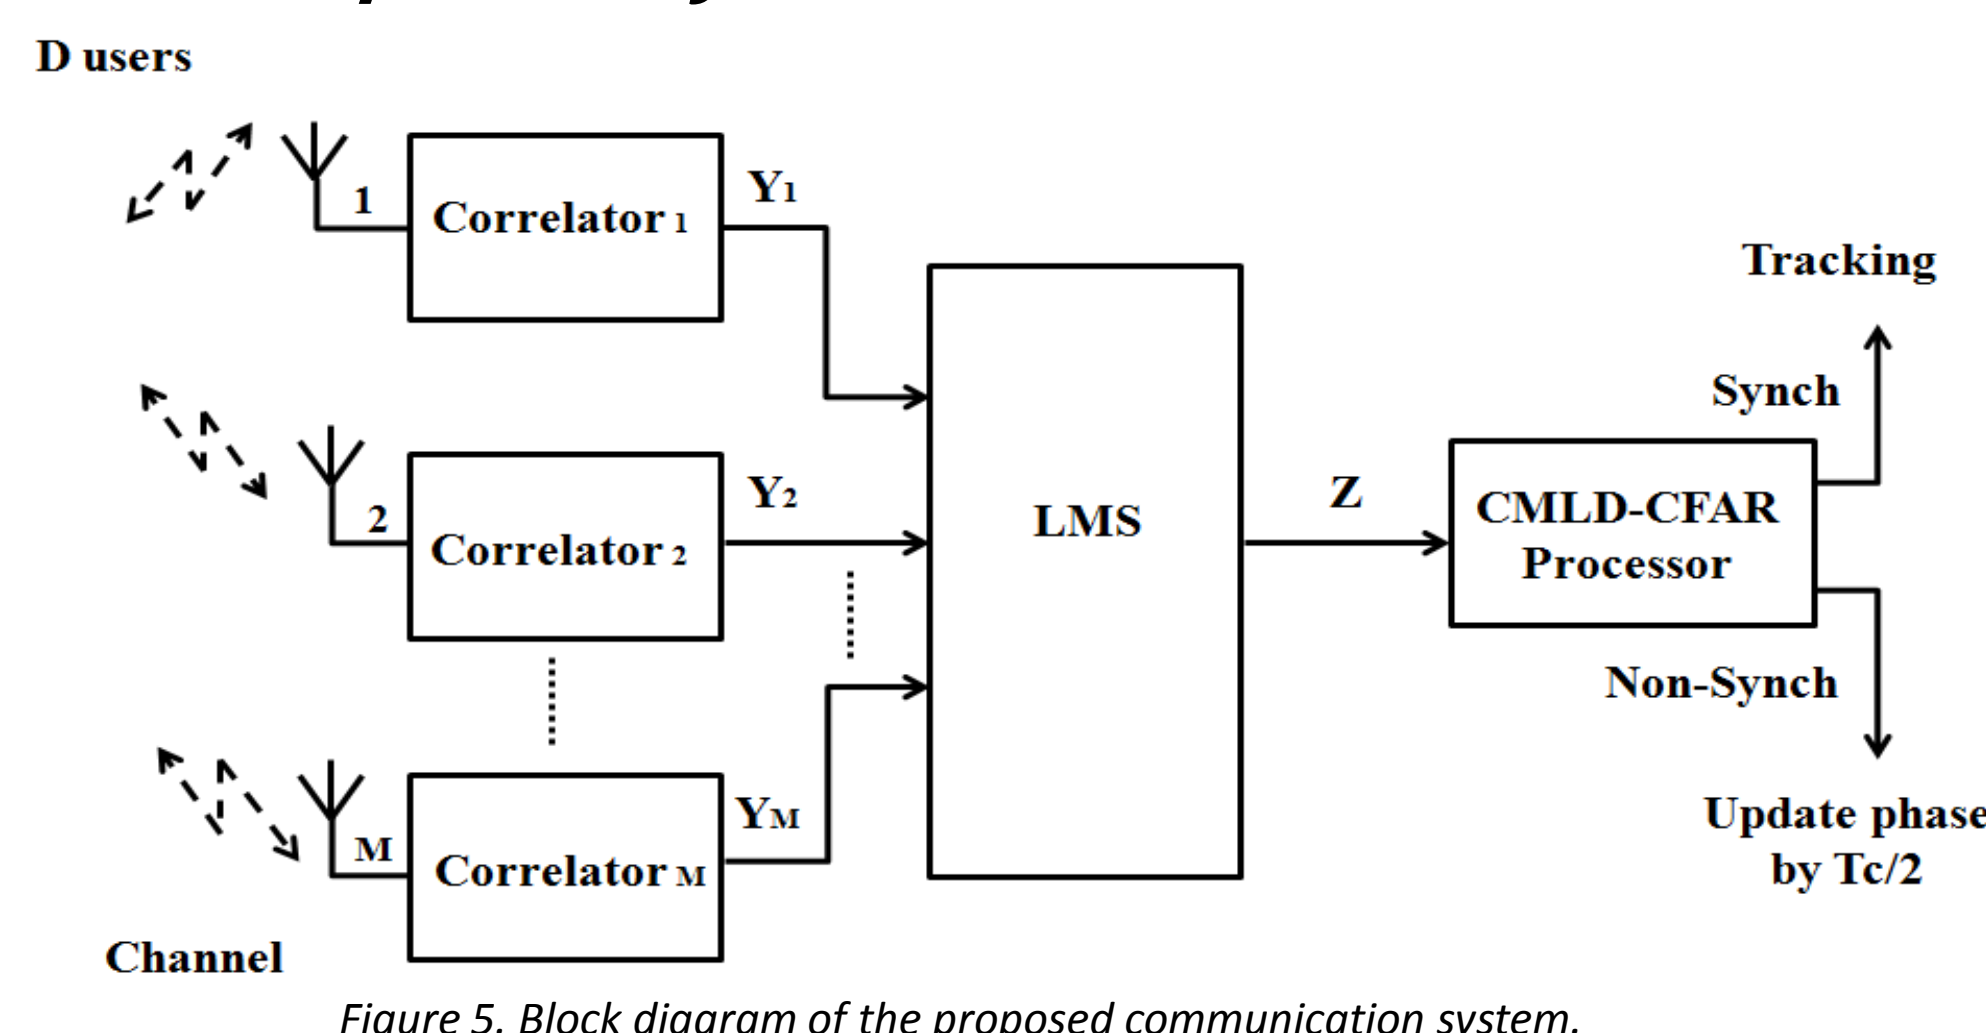 D users
1
Correlator 1
Y1
Tracking
Synch
2
Correlator 2
Y2
LMS
Z
CMLD-CFAR
Processor
Non-Synch
M
Correlator M
YM
Update phase
by Tc/2
Channel
Figure 5. Block diagram of the proposed communication system.